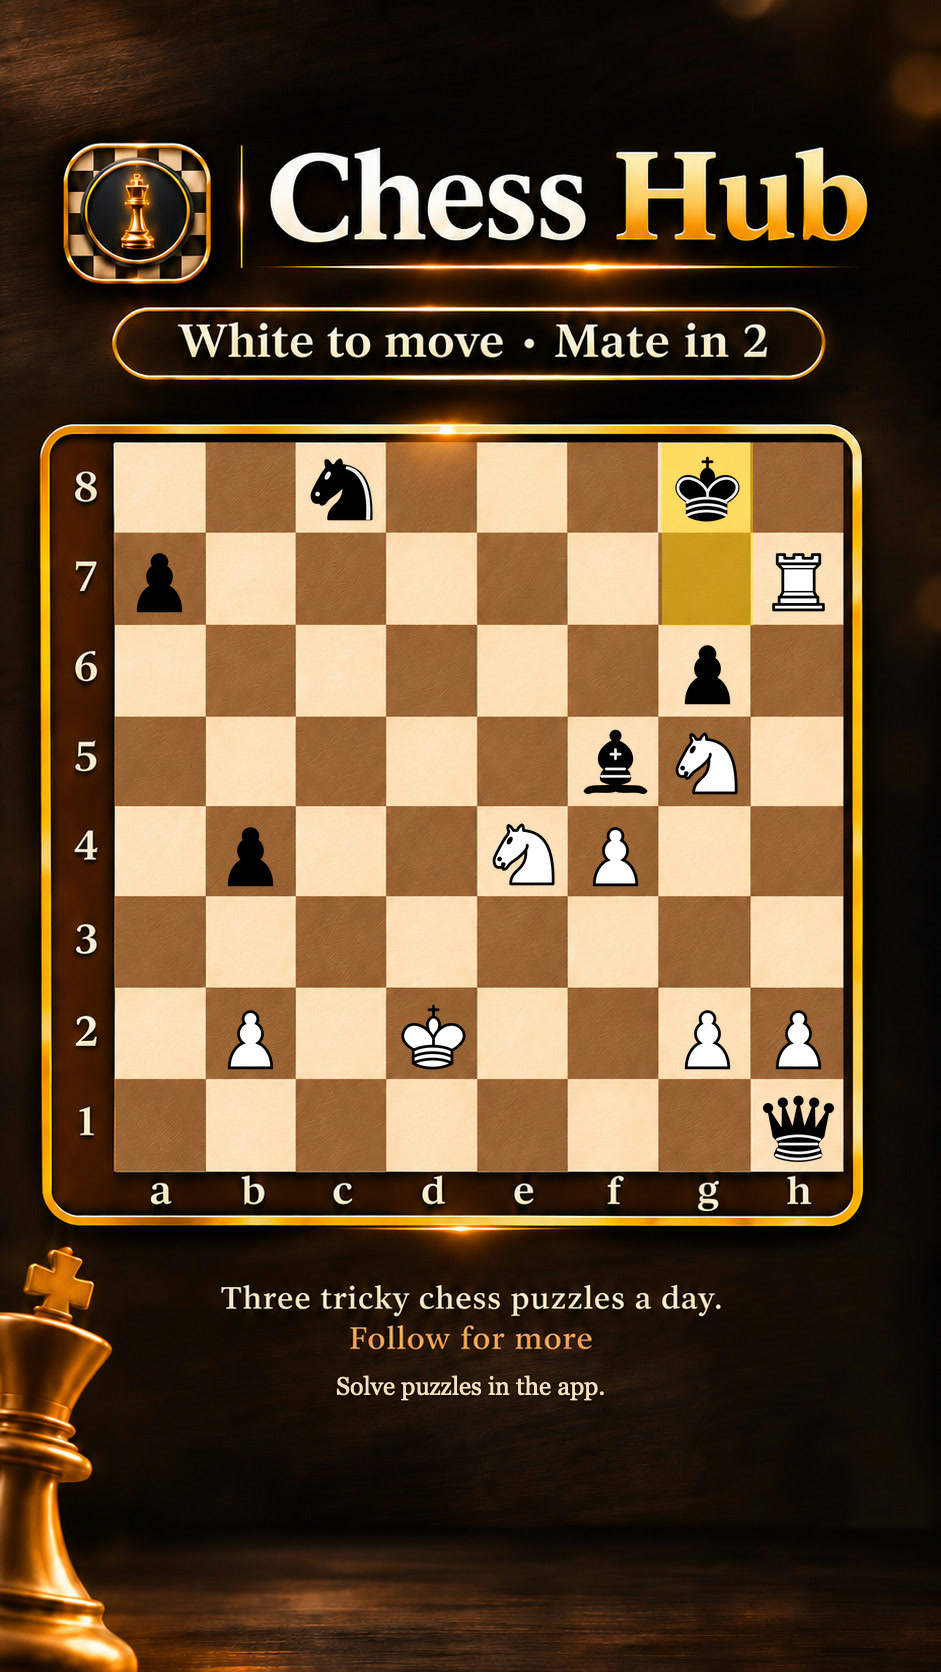 Chess Hub
White to move · Mate in 2
8
7
6
5
4
3
2
1
a b c d e f g h
Three tricky chess puzzles a day.
Follow for more
Solve puzzles in the app.